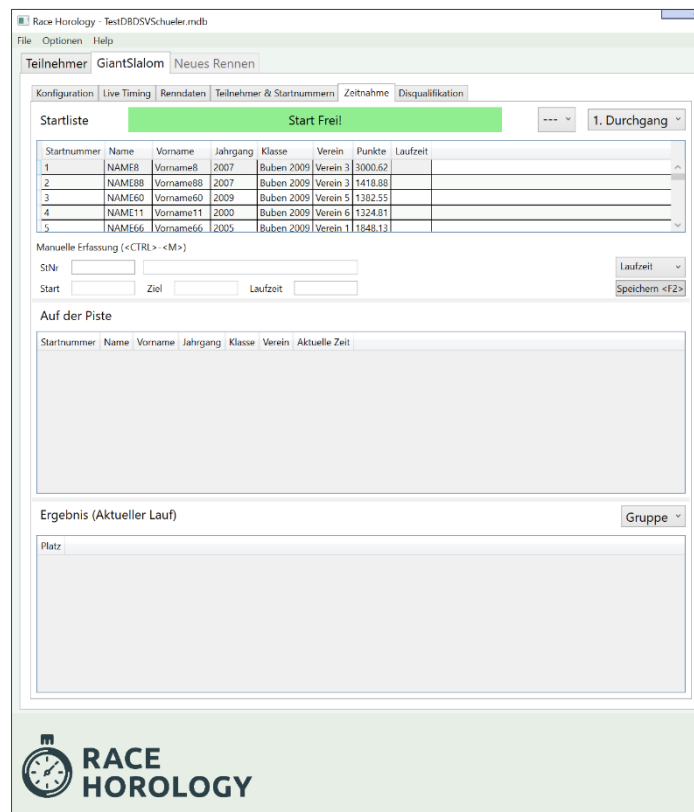 Race Horology - TestDBDSVSchueler.mdb
File Optionen Help
Teilnehmer GiantSlalom Neues Rennen
Konfiguration Live Timing Renndaten Teilnehmer & Startnummern Zeitnahme Disqualifikation
Startliste Start Frei! --- 1. Durchgang
Startnummer Name Vorname Jahrgang Klasse Verein Punkte Laufzeit
1 NAME8 Vorname8 2007 Buben 2009 Verein 3 3000.62
2 NAME88 Vorname88 2007 Buben 2009 Verein 3 1418.88
3 NAME60 Vorname60 2009 Buben 2009 Verein 5 1382.55
4 NAME11 Vorname11 2000 Buben 2009 Verein 6 1324.81
5 NAME66 Vorname66 2005 Buben 2009 Verein 1 1848.13
Manuelle Erfassung (<CTRL>-<M>)
StNr Laufzeit
Start Ziel Laufzeit Speichern <F2>
Auf der Piste
Startnummer Name Vorname Jahrgang Klasse Verein Aktuelle Zeit
Ergebnis (Aktueller Lauf) Gruppe
Platz
RACE
HOROLOGY